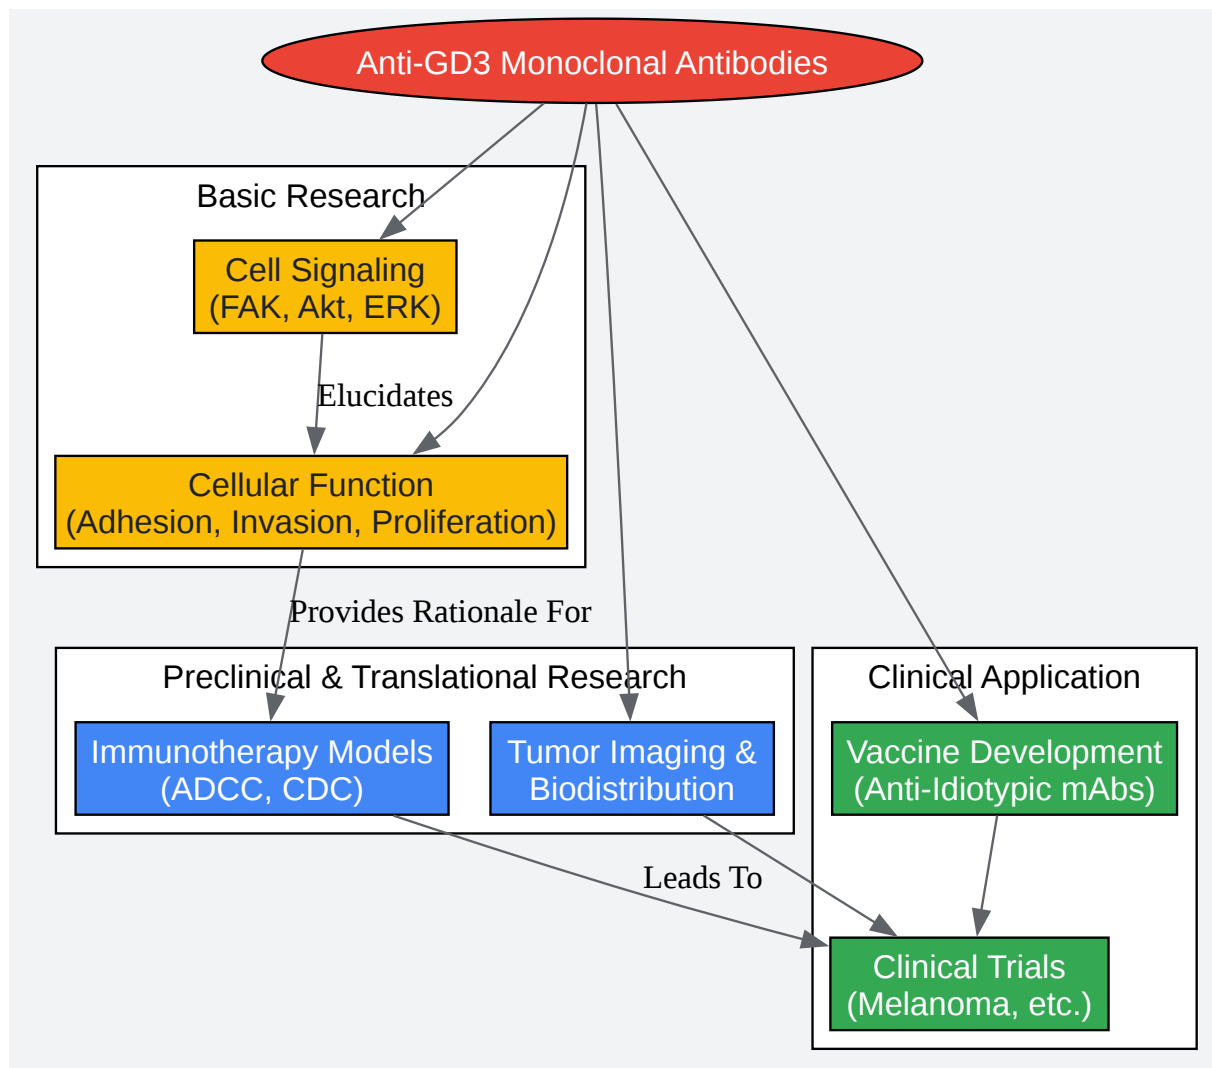 Anti-GD3 Monoclonal Antibodies
Basic Research
Cell Signaling
(FAK, Akt, ERK)
Elucidates
Cellular Function
(Adhesion, Invasion, Proliferation)
Provides Rationale For
Preclinical & Translational Research
Immunotherapy Models
(ADCC, CDC)
Tumor Imaging &
Biodistribution
Clinical Application
Vaccine Development
(Anti-Idiotypic mAbs)
Leads To
Clinical Trials
(Melanoma, etc.)